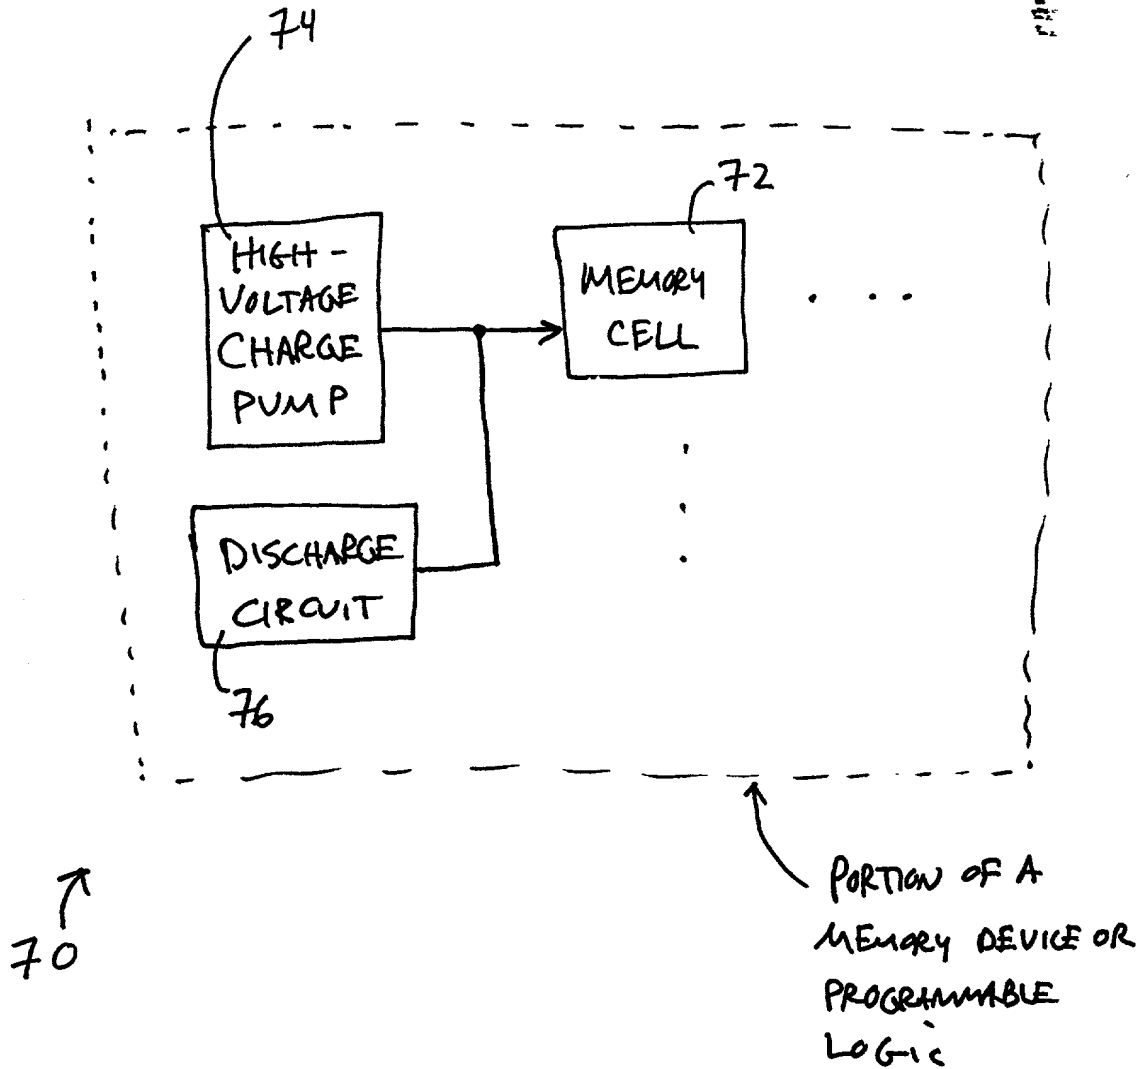 74
72
HIGH-
VOLTAGE
CHARGE
PUMP
MEMORY
CELL
DISCHARGE
CIRCUIT
76
70
PORTION OF A
MEMORY DEVICE OR
PROGRAMMABLE
LOGIC